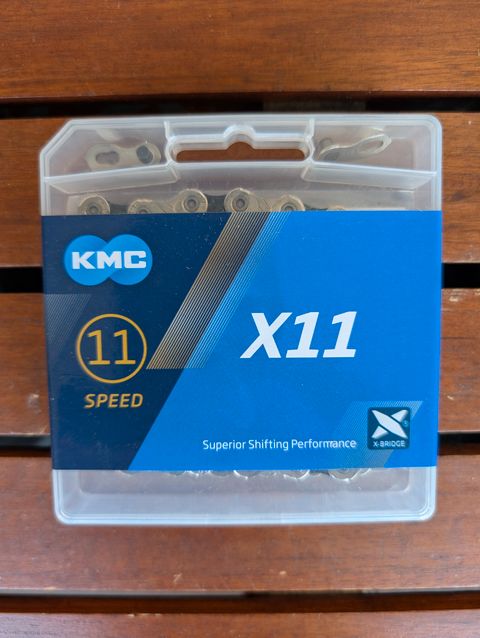 KMC
11
SPEED
X11
Superior Shifting Performance
X-BRIDGE